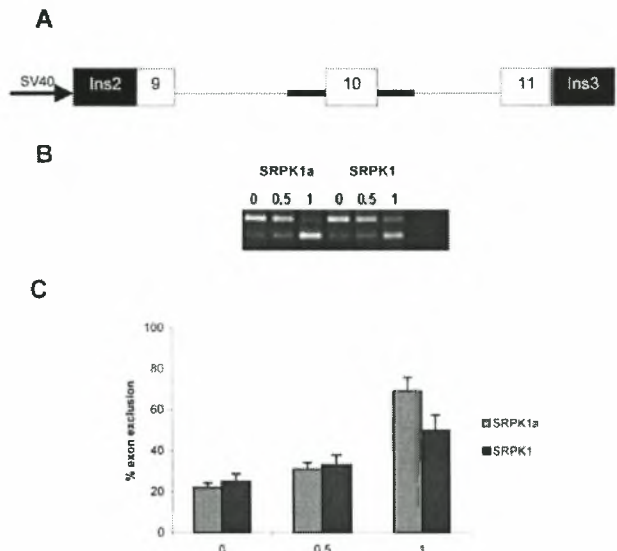 A
SV40 Ins2 9 10 11 Ins3
B
SRPK1a SRPK1
0 0,5 1 0 0,5 1
C
% exon exclusion
100
80
60
40
20
0
0 0.5 1
SRPK1a
SRPK1